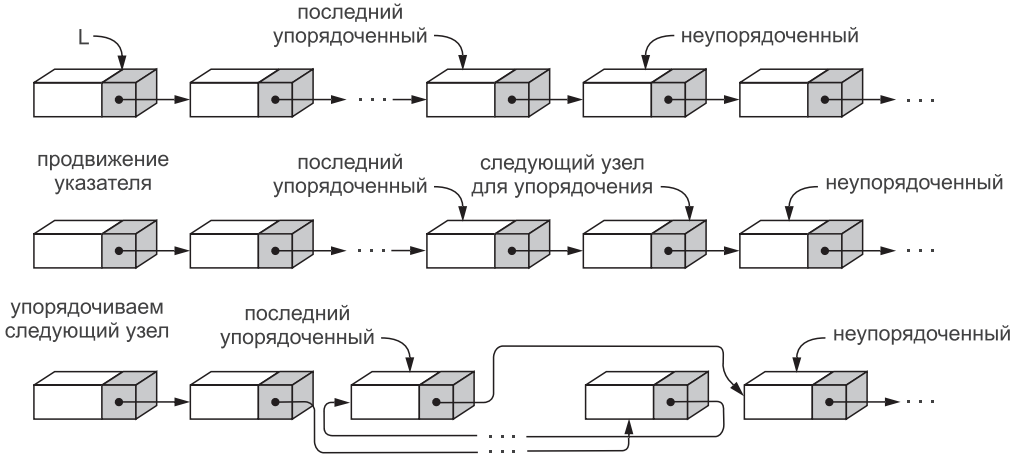 последний
L
упорядоченный
неупорядоченный
. . .
. . .
продвижение
указателя
последний
упорядоченный
следующий узел
для упорядочения
неупорядоченный
. . .
. . .
упорядочиваем
следующий узел
последний
упорядоченный
неупорядоченный
. . .
. . .
. . .